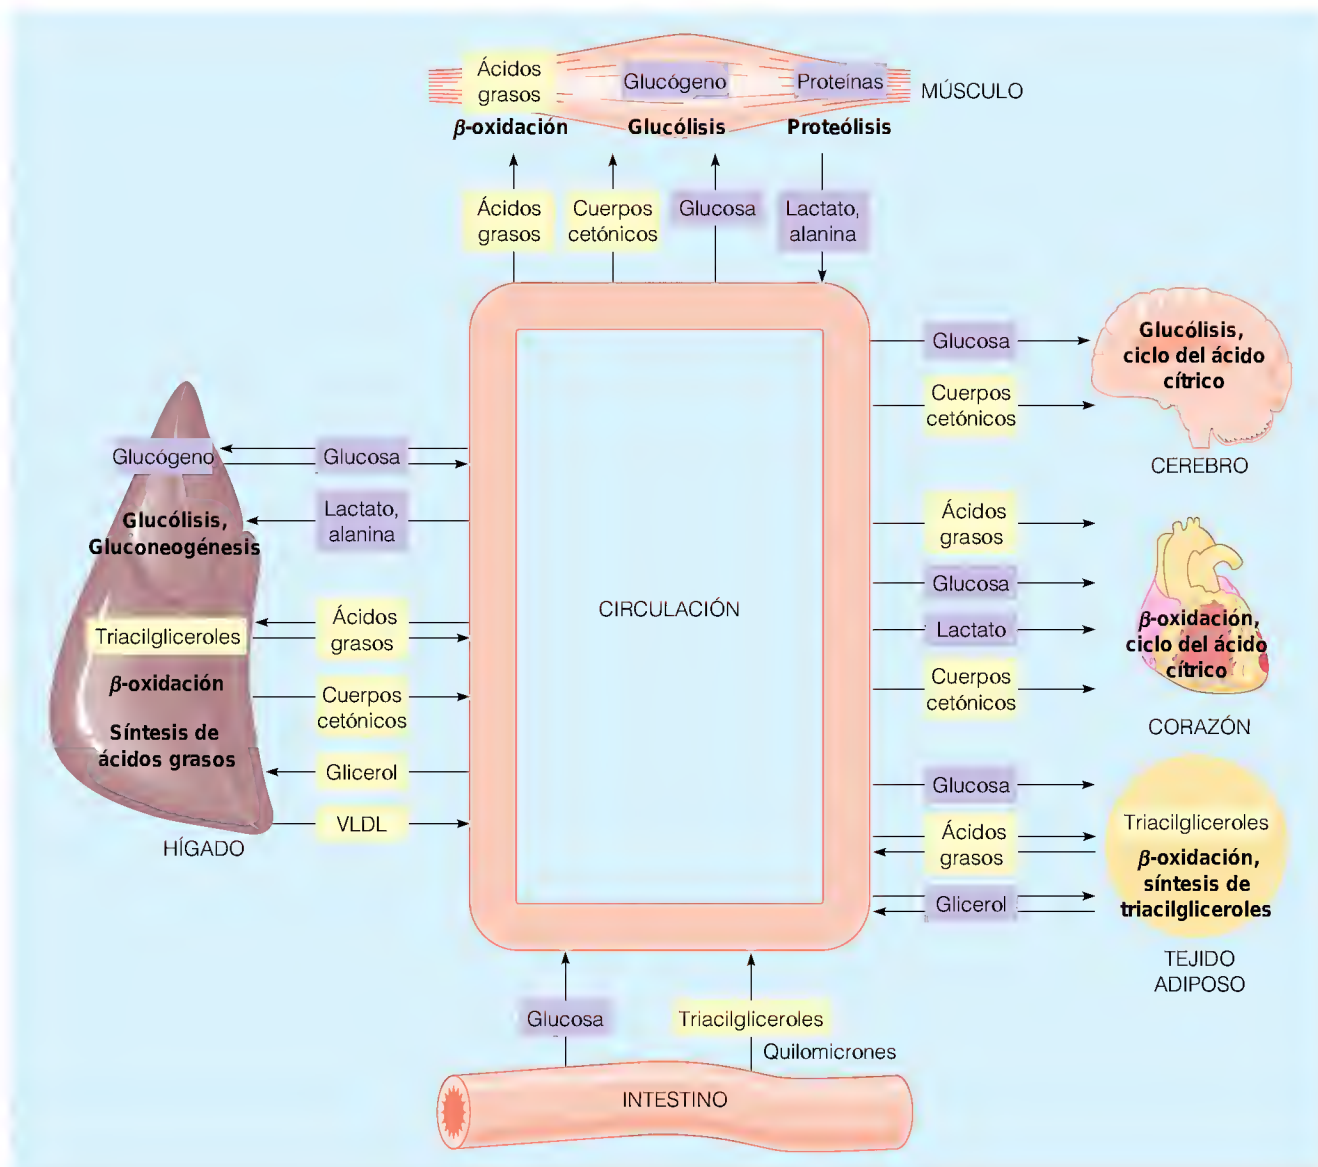 Ácidos
grasos
Glucógeno
Proteínas
MÚSCULO
β-oxidación
Glucólisis
Proteólisis
Ácidos
grasos
Cuerpos
cetónicos
Glucosa
Lactato,
alanina
Glucosa
Cuerpos
cetónicos
Glucólisis,
ciclo del ácido
cítrico
CEREBRO
Glucógeno
Glucosa
Glucólisis,
Gluconeogénesis
Lactato,
alanina
Triacilgliceroles
Ácidos
grasos
β-oxidación
Cuerpos
cetónicos
Síntesis de
ácidos grasos
Glicerol
VLDL
HÍGADO
CIRCULACIÓN
Ácidos
grasos
Glucosa
Lactato
Cuerpos
cetónicos
β-oxidación,
ciclo del ácido
cítrico
CORAZÓN
Glucosa
Ácidos
grasos
Glicerol
Triacilgliceroles
β-oxidación,
síntesis de
triacilgliceroles
TEJIDO
ADIPOSO
Glucosa
Triacilgliceroles
Quilomicrones
INTESTINO